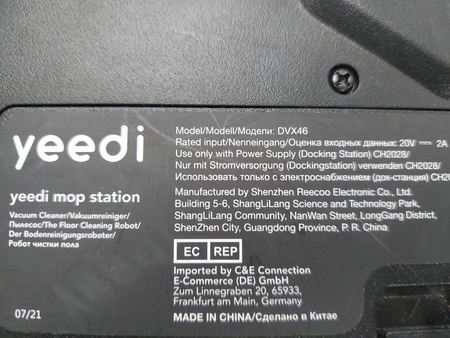 yeedi
yeedi mop station
Vacuum Cleaner/Vakuumreiniger/
Пылесос/The Floor Cleaning Robot/
Der Bodenreinigungsroboter/
Робот чистки пола
07/21
Model/Modell/Модели: DVX46
Rated input/Nenneingang/Оценка входных данных: 20V ⎓ 2A
Use only with Power Supply (Docking Station) CH2028/
Nur mit Stromversorgung (Dockingstation) verwenden CH2028/
Использовать только с электроснабжением (док-станция) CH20
Manufactured by Shenzhen Reecoo Electronic Co., Ltd.
Building 5-6, ShangLiLang Science and Technology Park,
ShangLiLang Community, NanWan Street, LongGang District,
ShenZhen City, Guangdong Province, P. R. China
EC REP
Imported by C&E Connection
E-Commerce (DE) GmbH
Zum Linnegraben 20, 65933,
Frankfurt am Main, Germany
MADE IN CHINA/Сделано в Китае